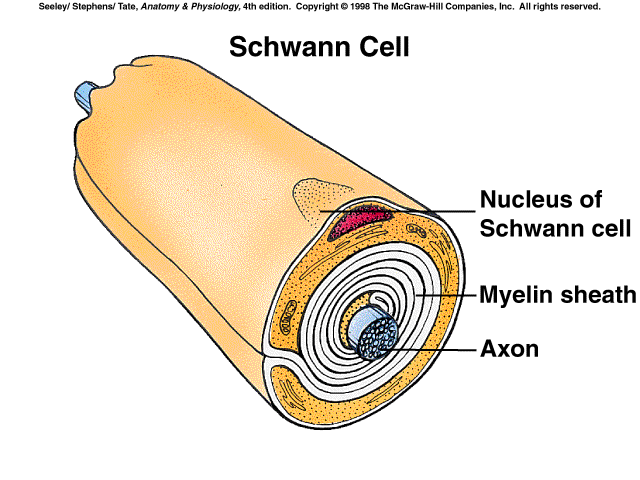 Seeley/ Stephens/ Tate, Anatomy & Physiology, 4th edition. Copyright © 1998 The McGraw-Hill Companies, Inc. All rights reserved.
Schwann Cell
Nucleus of
Schwann cell
Myelin sheath
Axon